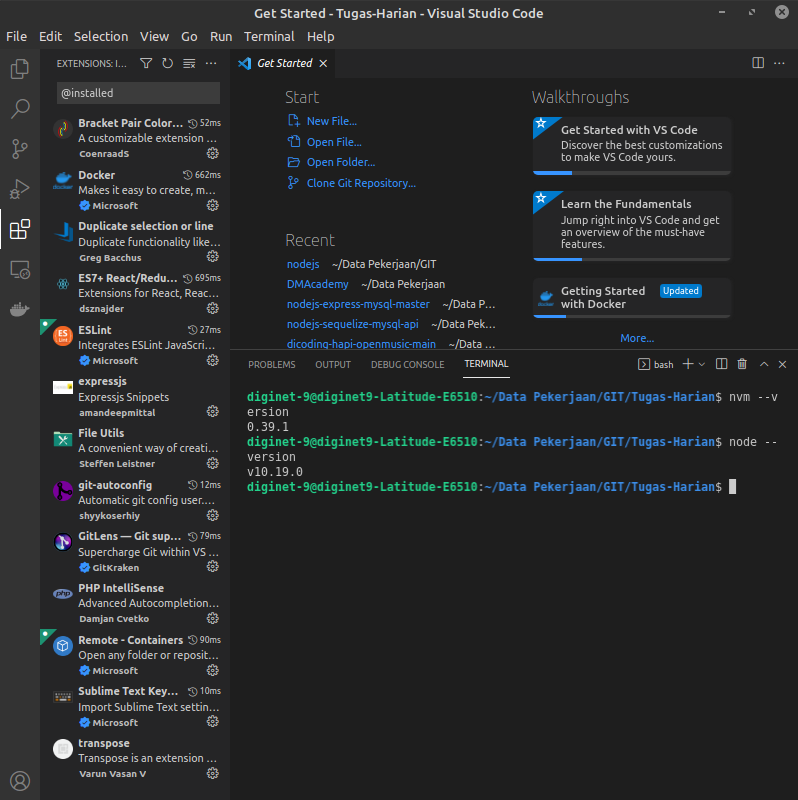 Get Started - Tugas-Harian - Visual Studio Code
File Edit Selection View Go Run Terminal Help
EXTENSIONS: I...
@installed
Bracket Pair Color... 52ms
A customizable extension ...
CoenraadS
Docker 662ms
Makes it easy to create, m...
Microsoft
Duplicate selection or line
Duplicate functionality like...
Greg Bacchus
ES7+ React/Redu... 695ms
Extensions for React, Reac...
dsznajder
ESLint 27ms
Integrates ESLint JavaScri...
Microsoft
expressjs
Expressjs Snippets
amandeepmittal
File Utils
A convenient way of creati...
Steffen Leistner
git-autoconfig 12ms
Automatic git config user....
shyykoserhiy
GitLens — Git sup... 79ms
Supercharge Git within VS ...
GitKraken
PHP IntelliSense
Advanced Autocompletion...
Damjan Cvetko
Remote - Containers 90ms
Open any folder or reposit...
Microsoft
Sublime Text Key... 10ms
Import Sublime Text settin...
Microsoft
transpose
Transpose is an extension ...
Varun Vasan V
Get Started
Start
New File...
Open File...
Open Folder...
Clone Git Repository...
Recent
nodejs ~/Data Pekerjaan/GIT
DMAcademy ~/Data Pekerjaan
nodejs-express-mysql-master ~/Data P...
nodejs-sequelize-mysql-api ~/Data Pek...
dicoding-hapi-openmusic-main ~/Data ...
Walkthroughs
Get Started with VS Code
Discover the best customizations
to make VS Code yours.
Learn the Fundamentals
Jump right into VS Code and get
an overview of the must-have
features.
Getting Started Updated
with Docker
More...
PROBLEMS OUTPUT DEBUG CONSOLE TERMINAL bash
diginet-9@diginet9-Latitude-E6510:~/Data Pekerjaan/GIT/Tugas-Harian$ nvm --v
ersion
0.39.1
diginet-9@diginet9-Latitude-E6510:~/Data Pekerjaan/GIT/Tugas-Harian$ node --
version
v10.19.0
diginet-9@diginet9-Latitude-E6510:~/Data Pekerjaan/GIT/Tugas-Harian$